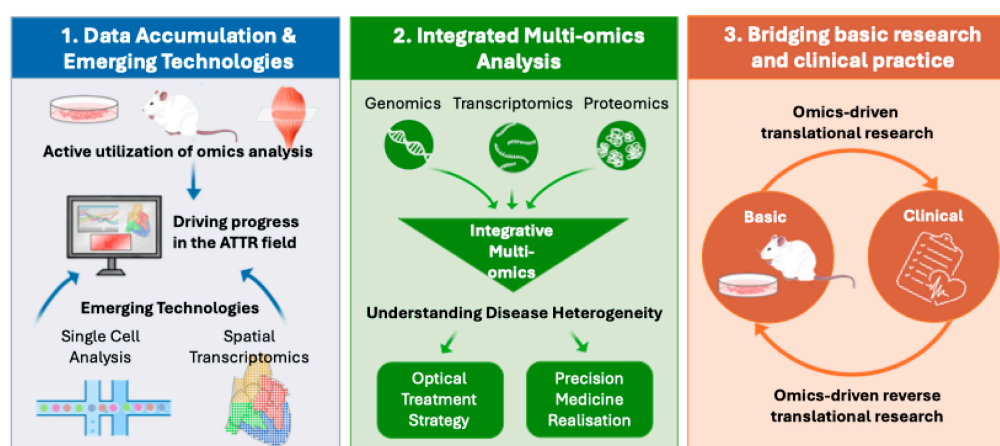 1. Data Accumulation &
Emerging Technologies
Active utilization of omics analysis
Driving progress
in the ATTR field
Emerging Technologies
Single Cell
Analysis
Spatial
Transcriptomics
2. Integrated Multi-omics
Analysis
Genomics
Transcriptomics
Proteomics
Integrative
Multi-
omics
Understanding Disease Heterogeneity
Optical
Treatment
Strategy
Precision
Medicine
Realisation
3. Bridging basic research
and clinical practice
Omics-driven
translational research
Basic
Clinical
Omics-driven reverse
translational research